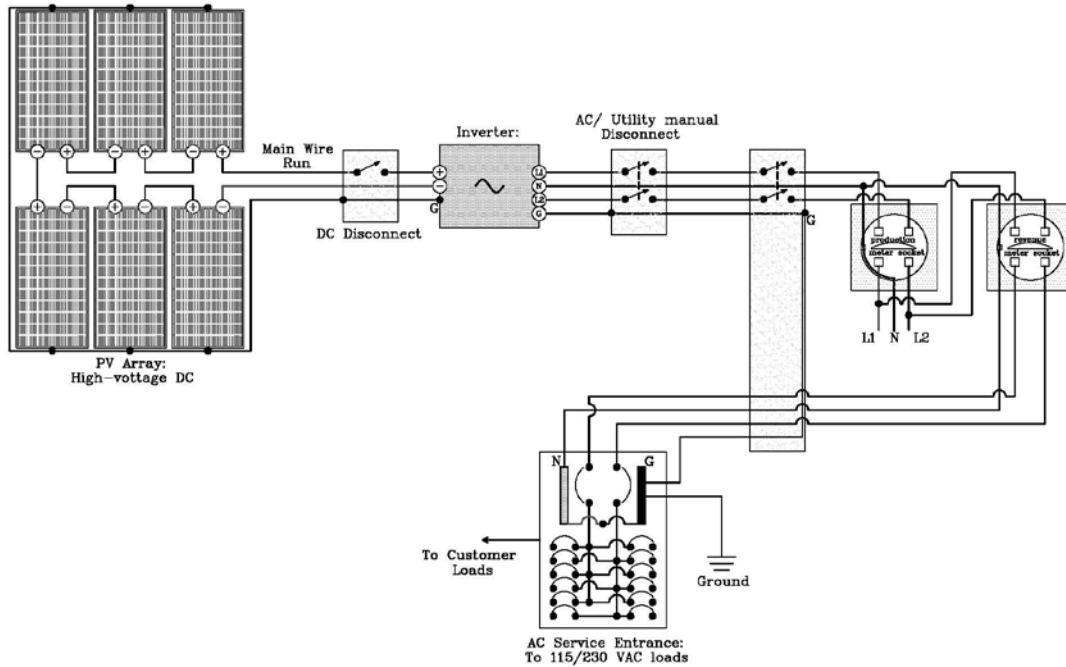 AC/ Utility manual
Disconnect
Inverter:
Main Wire
Run
− + − + − +
+ − + − + −
+
−
G
L1
N
L2
G
DC Disconnect
G
production
meter socket
revenue
meter socket
L1 N L2
PV Array:
High-vottage DC
N G
To Customer
Loads
Ground
AC Service Entrance:
To 115/230 VAC loads